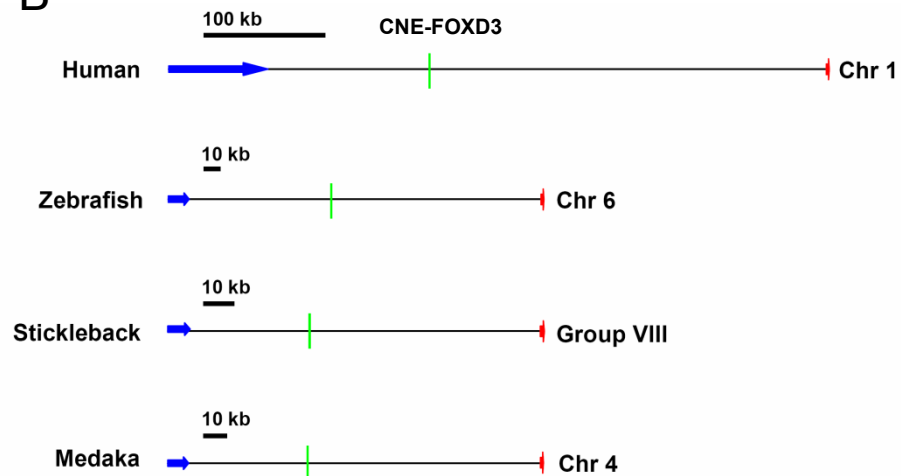 B
100 kb
CNE-FOXD3
Human
Chr 1
10 kb
Zebrafish
Chr 6
10 kb
Stickleback
Group VIII
10 kb
Medaka
Chr 4